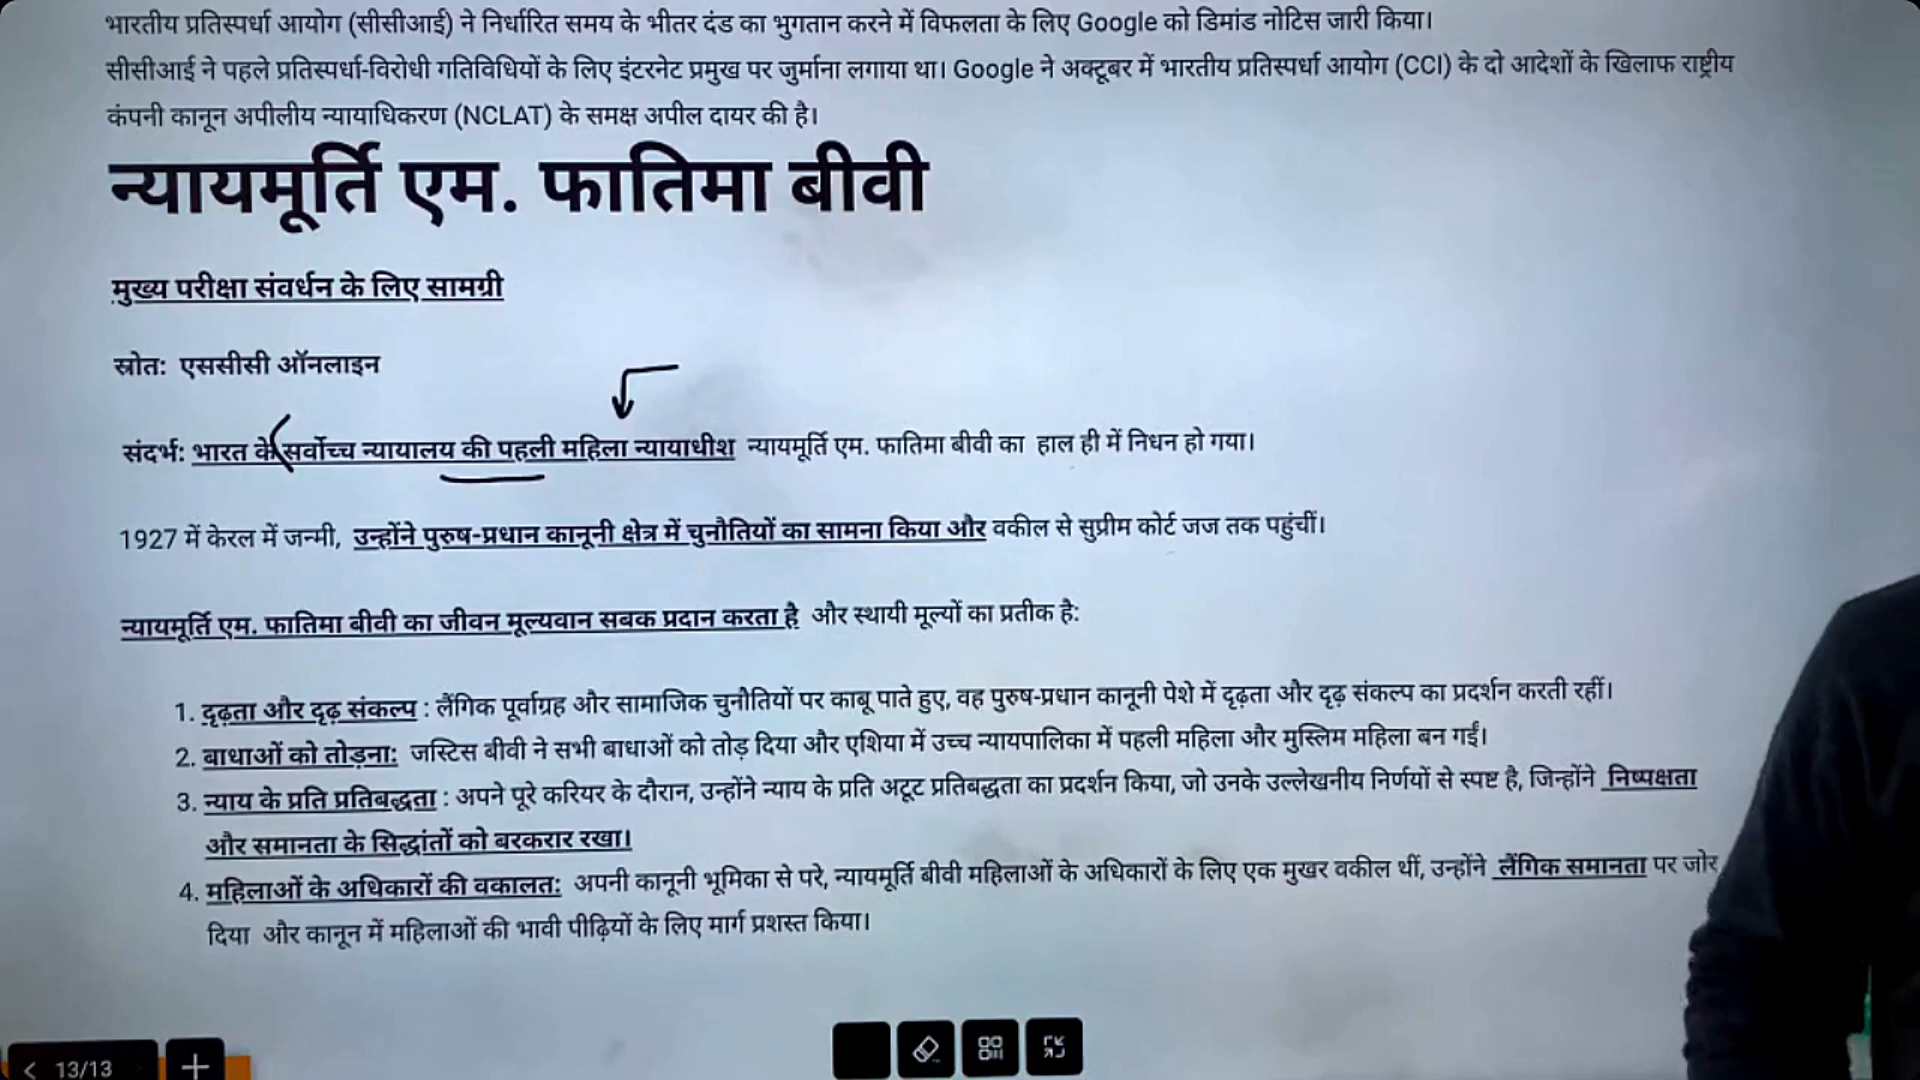 भारतीय प्रतिस्पर्धा आयोग (सीसीआई) ने निर्धारित समय के भीतर दंड का भुगतान करने में विफलता के लिए Google को डिमांड नोटिस जारी किया।
सीसीआई ने पहले प्रतिस्पर्धा-विरोधी गतिविधियों के लिए इंटरनेट प्रमुख पर जुर्माना लगाया था। Google ने अक्टूबर में भारतीय प्रतिस्पर्धा आयोग (CCI) के दो आदेशों के खिलाफ राष्ट्रीय
कंपनी कानून अपीलीय न्यायाधिकरण (NCLAT) के समक्ष अपील दायर की है।
न्यायमूर्ति एम. फातिमा बीवी
मुख्य परीक्षा संवर्धन के लिए सामग्री
स्रोत: एससीसी ऑनलाइन
संदर्भ: भारत के सर्वोच्च न्यायालय की पहली महिला न्यायाधीश न्यायमूर्ति एम. फातिमा बीवी का हाल ही में निधन हो गया।
1927 में केरल में जन्मी, उन्होंने पुरुष-प्रधान कानूनी क्षेत्र में चुनौतियों का सामना किया और वकील से सुप्रीम कोर्ट जज तक पहुंचीं।
न्यायमूर्ति एम. फातिमा बीवी का जीवन मूल्यवान सबक प्रदान करता है और स्थायी मूल्यों का प्रतीक है:
1. दृढ़ता और दृढ़ संकल्प : लैंगिक पूर्वाग्रह और सामाजिक चुनौतियों पर काबू पाते हुए, वह पुरुष-प्रधान कानूनी पेशे में दृढ़ता और दृढ़ संकल्प का प्रदर्शन करती रहीं।
2. बाधाओं को तोड़ना: जस्टिस बीवी ने सभी बाधाओं को तोड़ दिया और एशिया में उच्च न्यायपालिका में पहली महिला और मुस्लिम महिला बन गईं।
3. न्याय के प्रति प्रतिबद्धता : अपने पूरे करियर के दौरान, उन्होंने न्याय के प्रति अटूट प्रतिबद्धता का प्रदर्शन किया, जो उनके उल्लेखनीय निर्णयों से स्पष्ट है, जिन्होंने निष्पक्षता
और समानता के सिद्धांतों को बरकरार रखा।
4. महिलाओं के अधिकारों की वकालत: अपनी कानूनी भूमिका से परे, न्यायमूर्ति बीवी महिलाओं के अधिकारों के लिए एक मुखर वकील थीं, उन्होंने लैंगिक समानता पर जोर
दिया और कानून में महिलाओं की भावी पीढ़ियों के लिए मार्ग प्रशस्त किया।
< 13/13 +